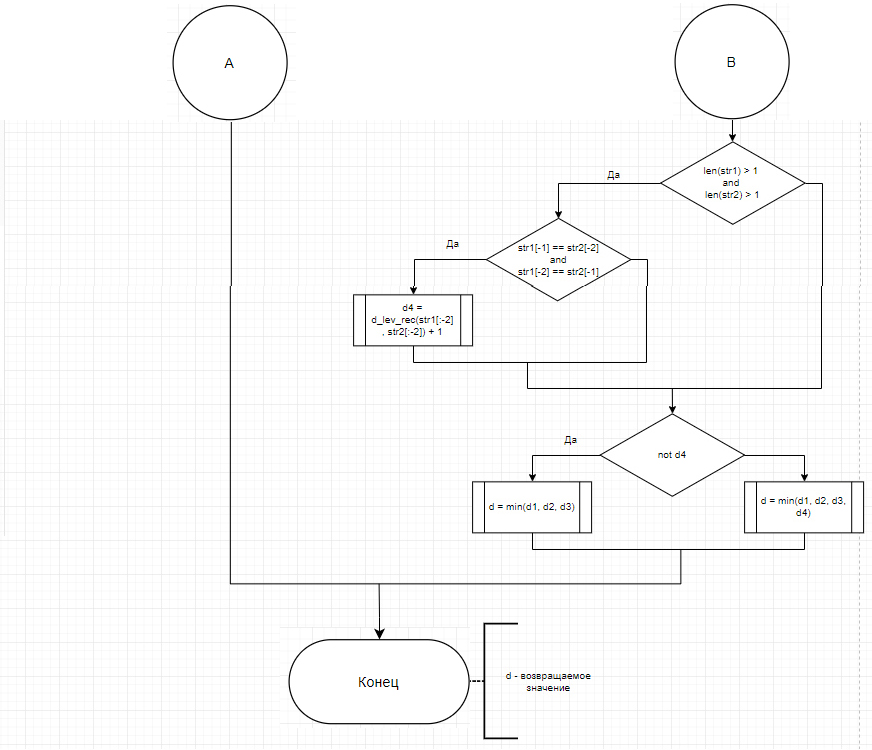 A
B
len(str1) > 1
and
len(str2) > 1
Да
str1[-1] == str2[-2]
and
str1[-2] == str2[-1]
Да
d4 =
d_lev_rec(str1[:-2]
, str2[:-2]) + 1
not d4
Да
d = min(d1, d2, d3)
d = min(d1, d2, d3,
d4)
Конец
d - возвращаемое
значение